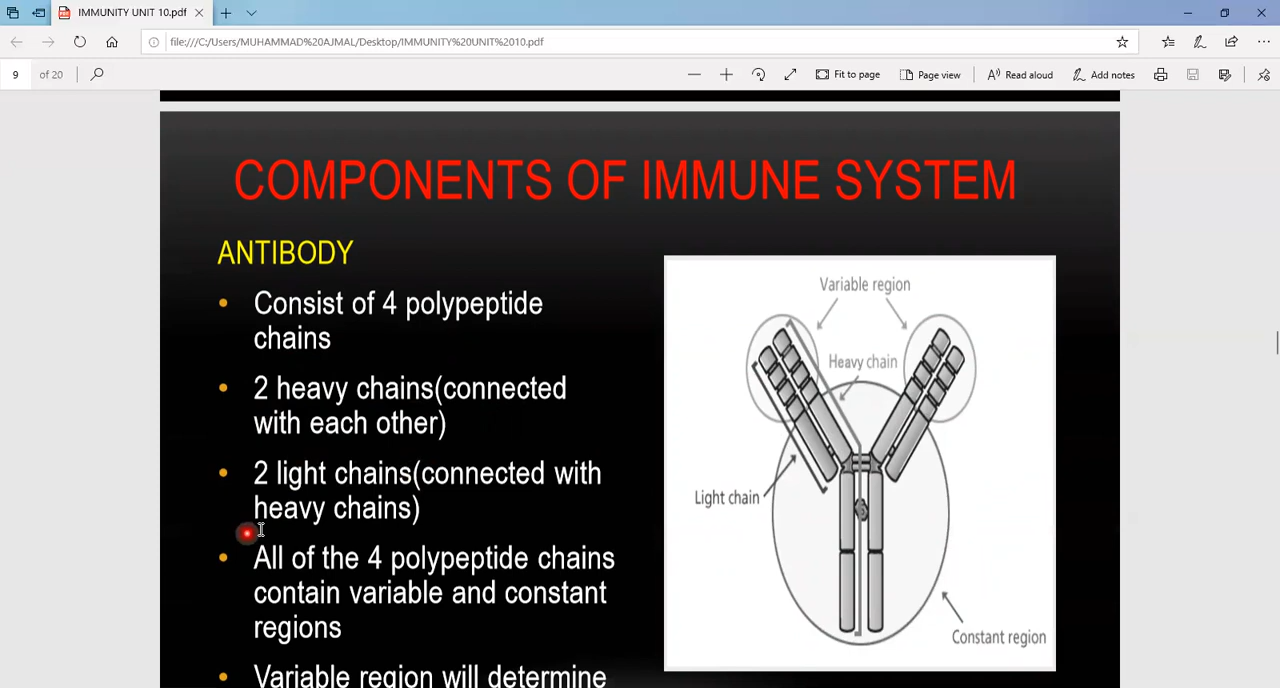 IMMUNITY UNIT 10.pdf
file:///C:/Users/MUHAMMAD%20AJMAL/Desktop/IMMUNITY%20UNIT%2010.pdf
9 of 20
Fit to page
Page view
Read aloud
Add notes
COMPONENTS OF IMMUNE SYSTEM
ANTIBODY
• Consist of 4 polypeptide
chains
• 2 heavy chains(connected
with each other)
• 2 light chains(connected with
heavy chains)
• All of the 4 polypeptide chains
contain variable and constant
regions
• Variable region will determine
Variable region
Heavy chain
Light chain
Constant region